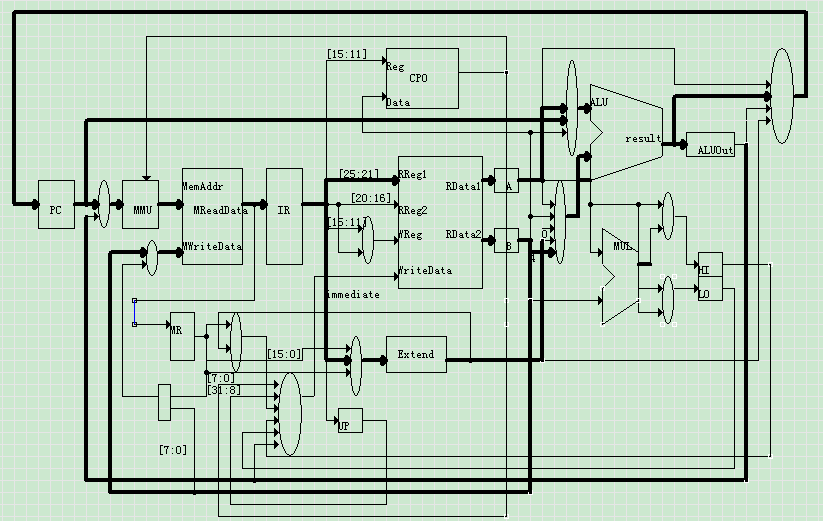 [15:11]
Reg
CPO
Data
ALU
result
ALUOut
PC
MMU
MemAddr
MReadData
MWriteData
IR
[25:21]
[20:16]
[15:11]
RReg1
RReg2
WReg
WriteData
RData1
RData2
A
B
0
4
MUL
HI
LO
immediate
MR
[15:0]
Extend
[7:0]
[31:8]
UP
[7:0]